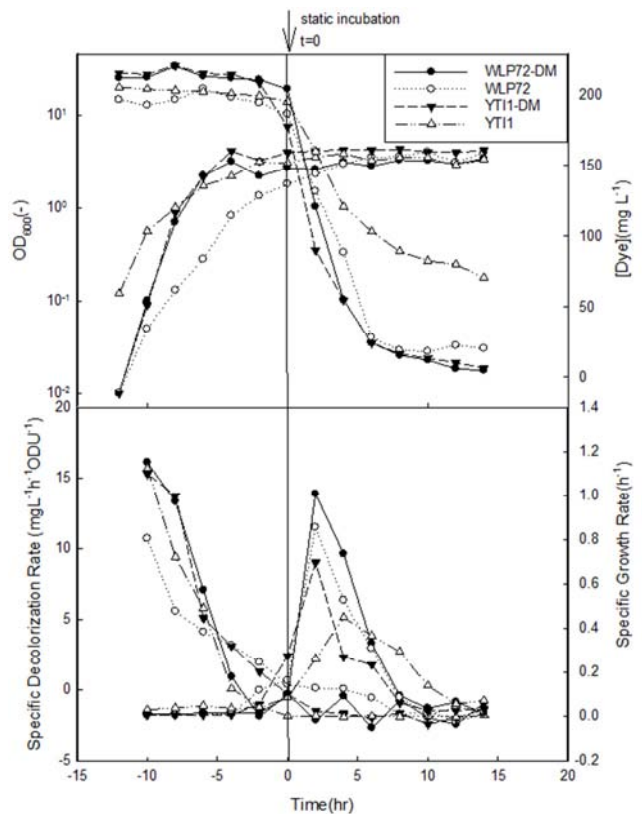 static incubation
t=0
WLP72-DM
WLP72
YTI1-DM
YTI1
10¹
10⁰
10⁻¹
10⁻²
OD₆₀₀(-)
200
150
100
50
0
[Dye](mg L⁻¹)
20
15
10
5
0
-5
Specific Decolorization Rate (mgL⁻¹h⁻¹ODU⁻¹)
1.4
1.2
1.0
0.8
0.6
0.4
0.2
0.0
-0.2
Specific Growth Rate(h⁻¹)
-15 -10 -5 0 5 10 15 20
Time(hr)